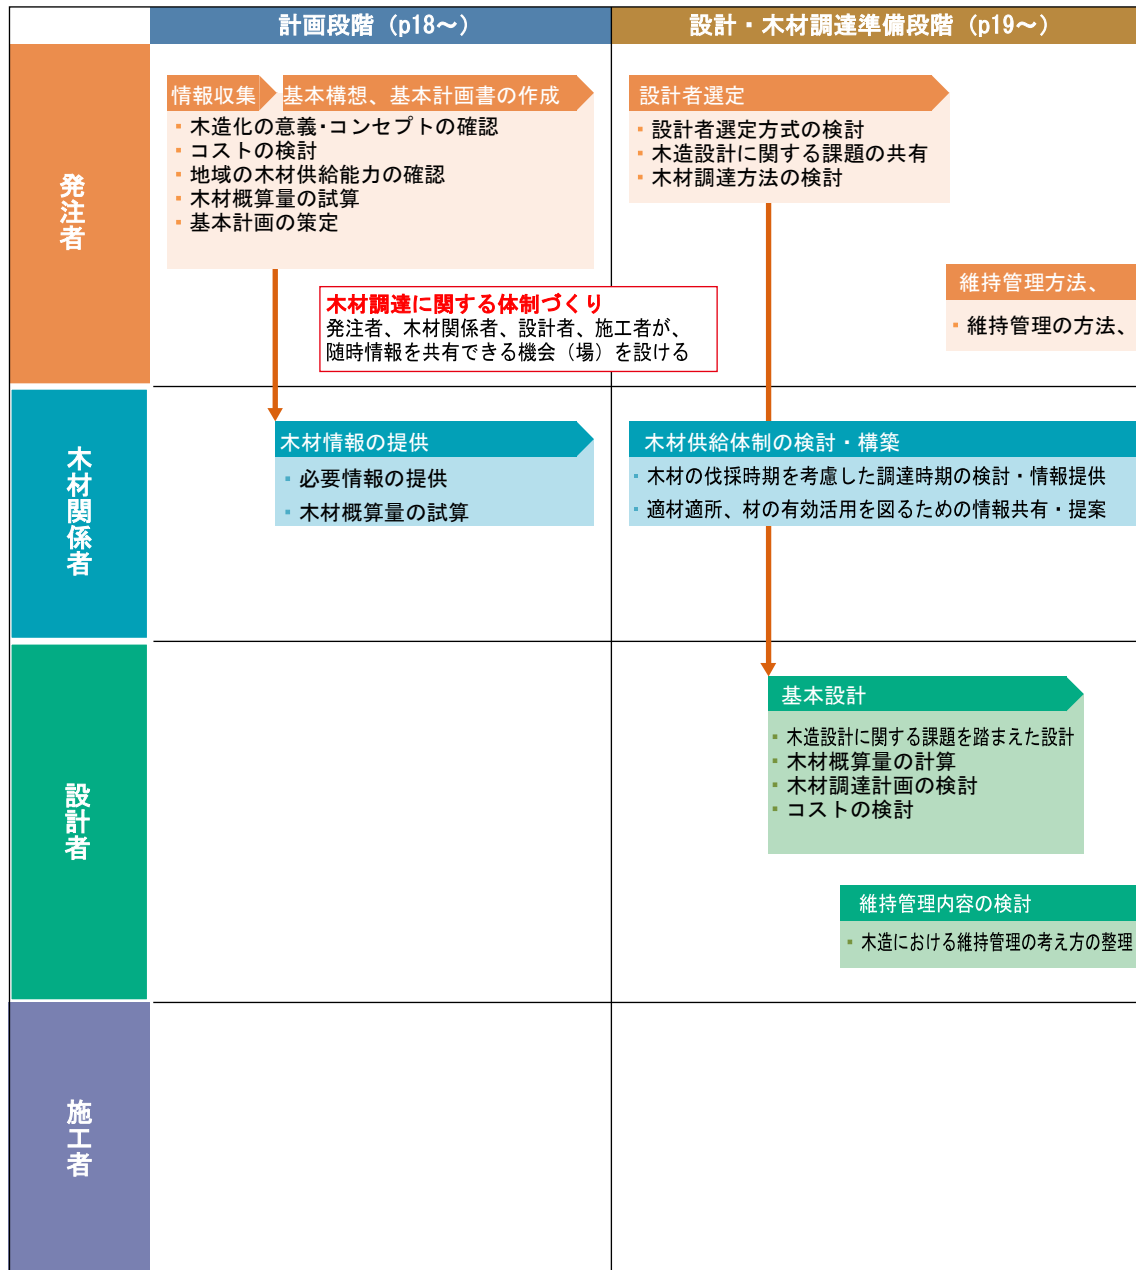 計画段階（p18～）
設計・木材調達準備段階（p19～）
発注者
情報収集
基本構想、基本計画書の作成
▪ 木造化の意義・コンセプトの確認
▪ コストの検討
▪ 地域の木材供給能力の確認
▪ 木材概算量の試算
▪ 基本計画の策定
設計者選定
▪ 設計者選定方式の検討
▪ 木造設計に関する課題の共有
▪ 木材調達方法の検討
維持管理方法、
▪ 維持管理の方法、
木材調達に関する体制づくり
発注者、木材関係者、設計者、施工者が、
随時情報を共有できる機会（場）を設ける
木材関係者
木材情報の提供
▪ 必要情報の提供
▪ 木材概算量の試算
木材供給体制の検討・構築
▪ 木材の伐採時期を考慮した調達時期の検討・情報提供
▪ 適材適所、材の有効活用を図るための情報共有・提案
設計者
基本設計
▪ 木造設計に関する課題を踏まえた設計
▪ 木材概算量の計算
▪ 木材調達計画の検討
▪ コストの検討
維持管理内容の検討
▪ 木造における維持管理の考え方の整理
施工者